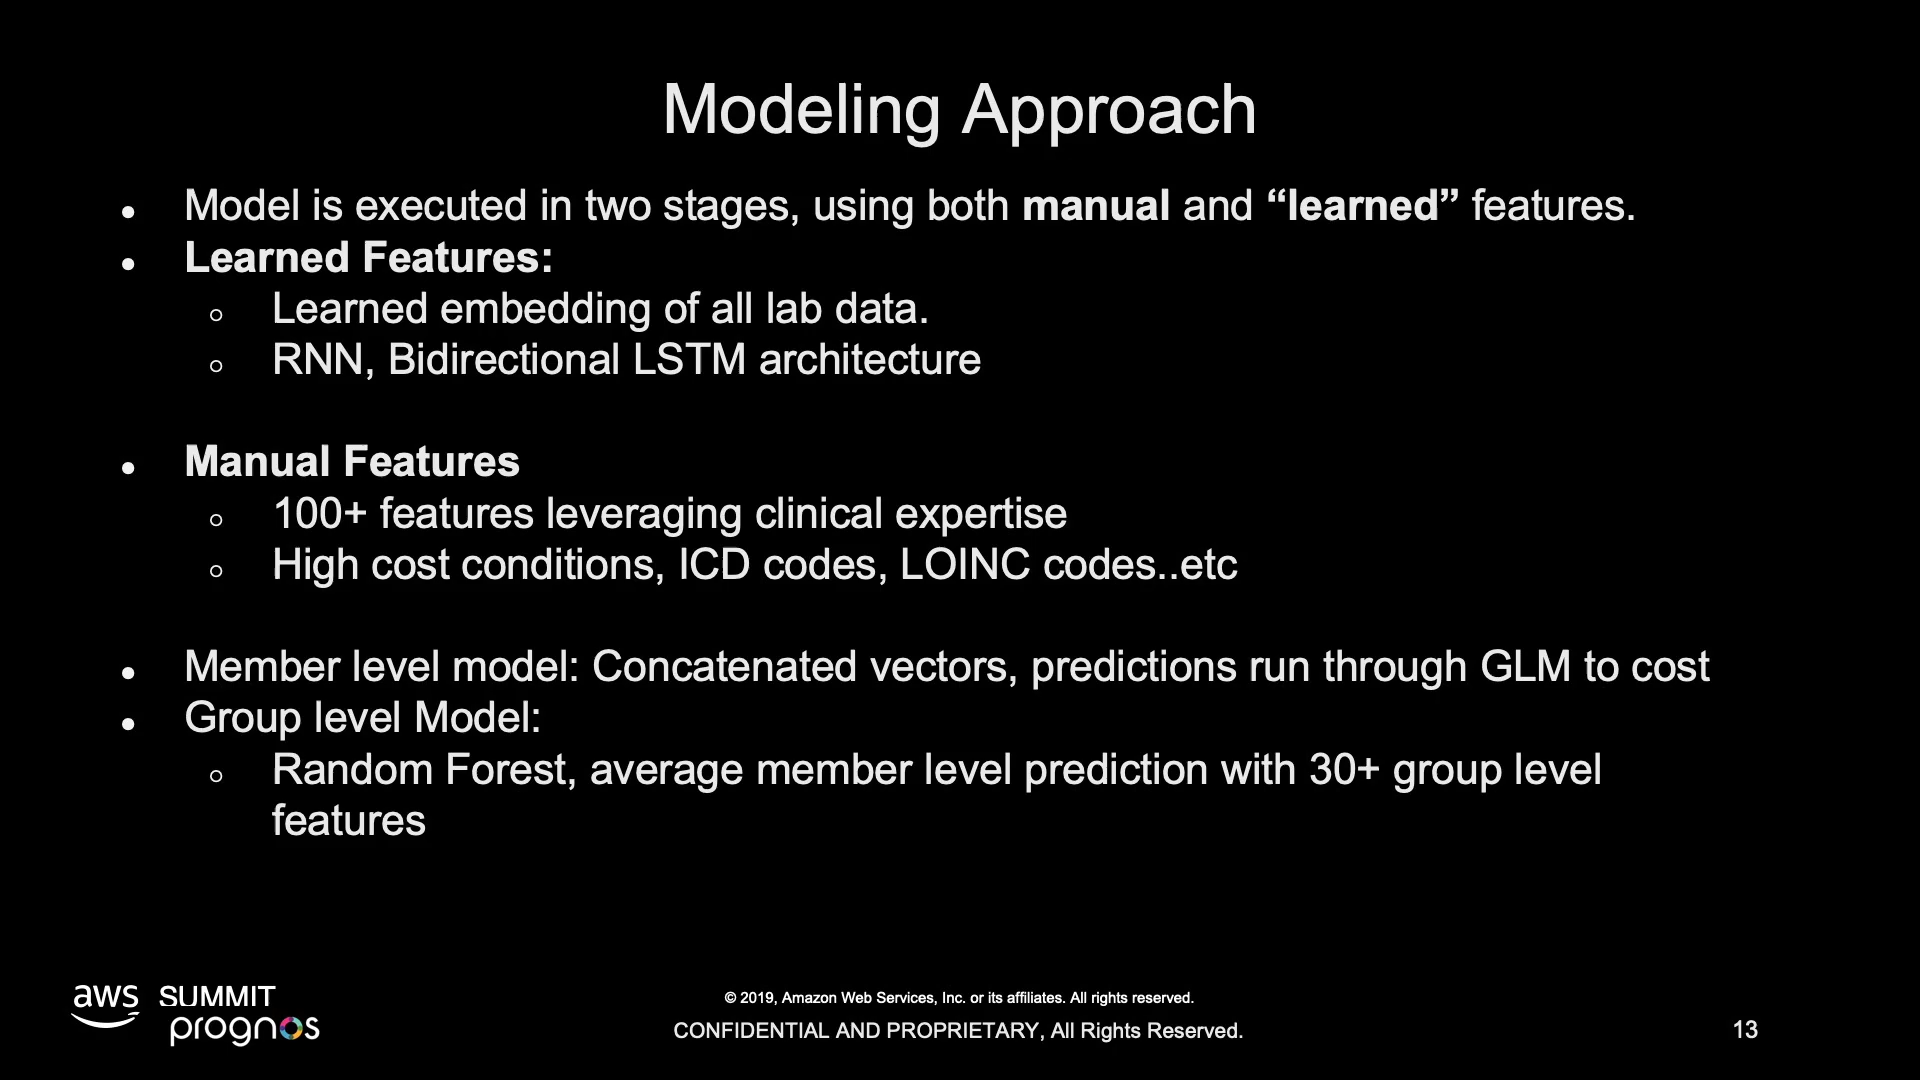 Modeling Approach
● Model is executed in two stages, using both manual and “learned” features.
● Learned Features:
○ Learned embedding of all lab data.
○ RNN, Bidirectional LSTM architecture
● Manual Features
○ 100+ features leveraging clinical expertise
○ High cost conditions, ICD codes, LOINC codes..etc
● Member level model: Concatenated vectors, predictions run through GLM to cost
● Group level Model:
○ Random Forest, average member level prediction with 30+ group level
features
aws SUMMIT
prognos
© 2019, Amazon Web Services, Inc. or its affiliates. All rights reserved.
CONFIDENTIAL AND PROPRIETARY, All Rights Reserved.
13